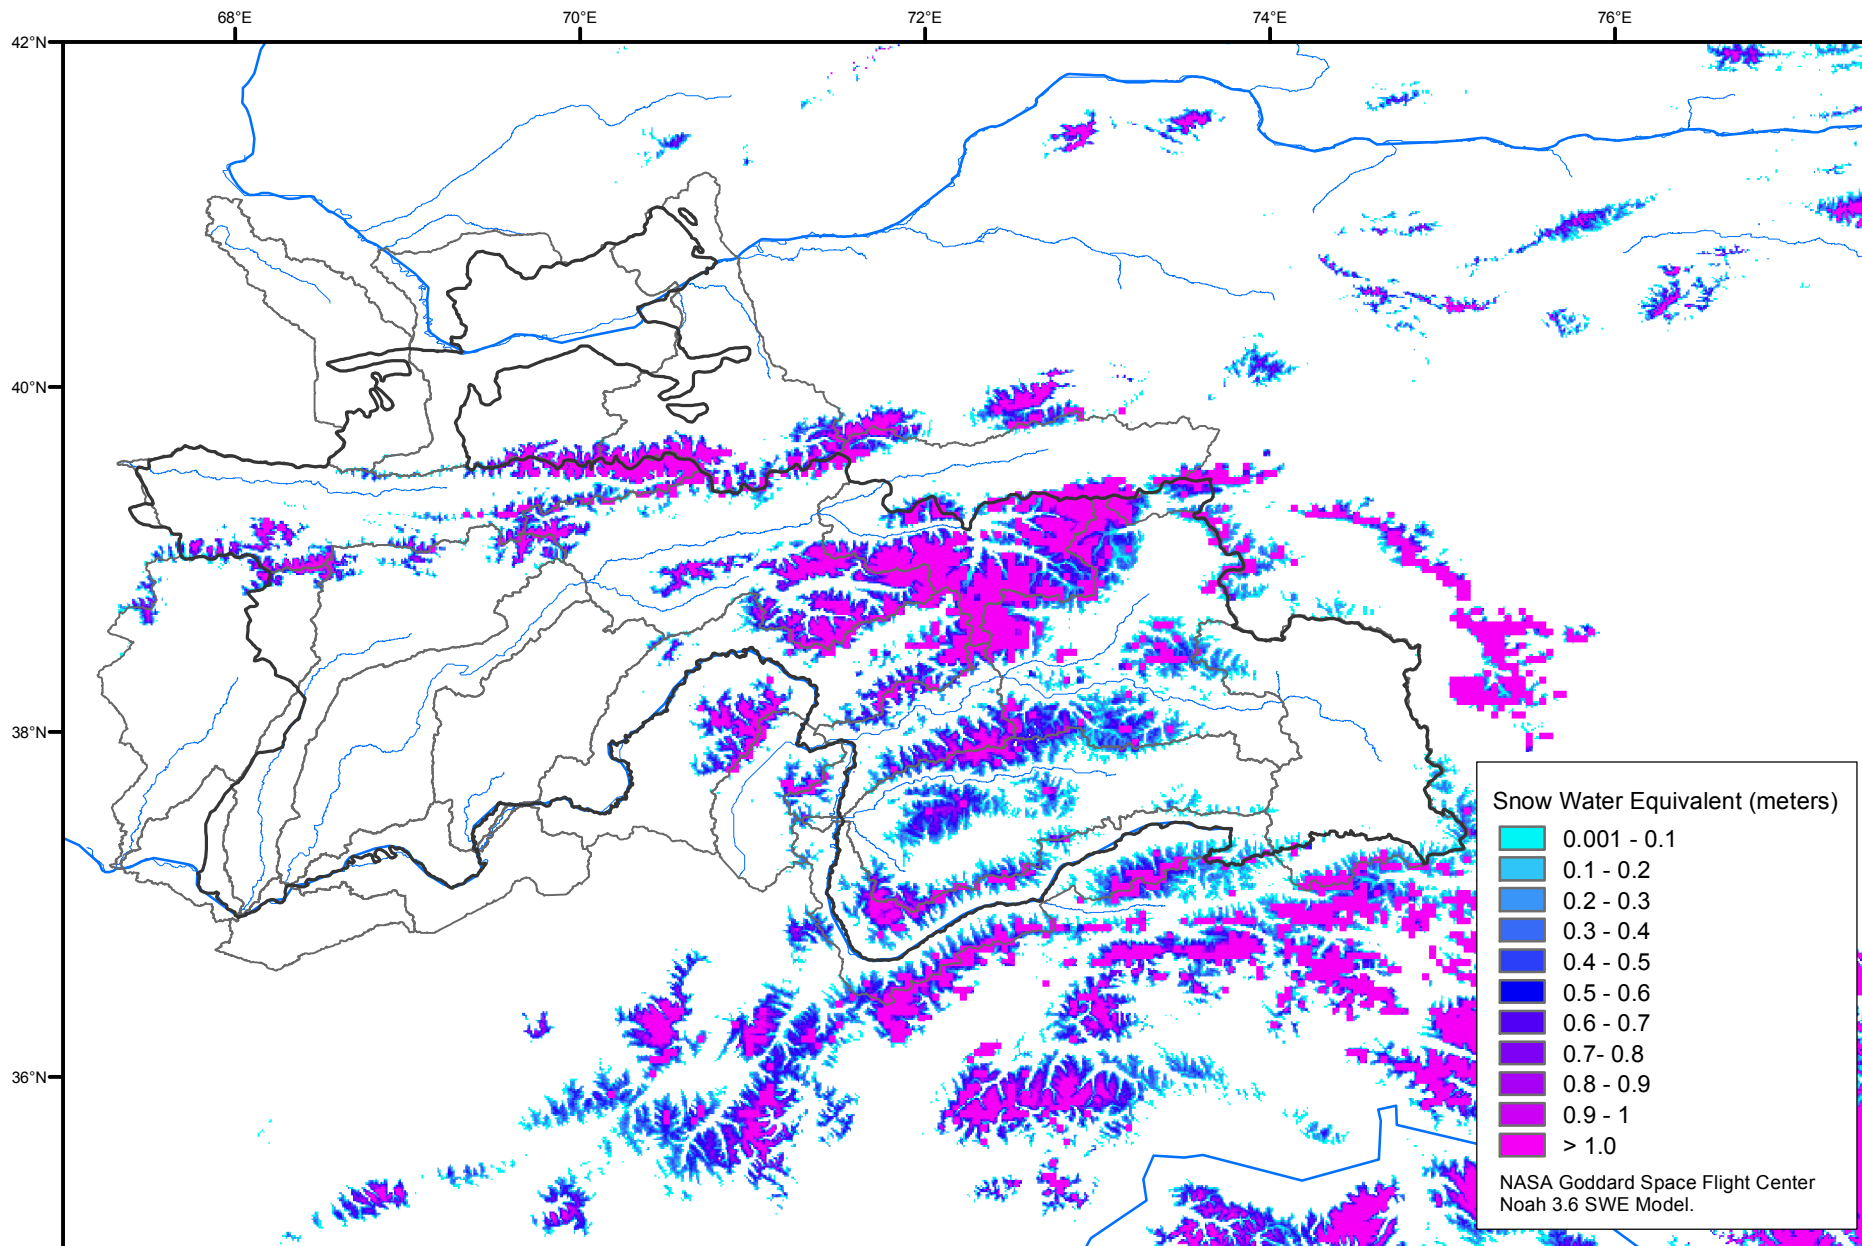 68°E
70°E
72°E
74°E
76°E
42°N
40°N
38°N
36°N
Snow Water Equivalent (meters)
0.001 - 0.1
0.1 - 0.2
0.2 - 0.3
0.3 - 0.4
0.4 - 0.5
0.5 - 0.6
0.6 - 0.7
0.7- 0.8
0.8 - 0.9
0.9 - 1
> 1.0
NASA Goddard Space Flight Center
Noah 3.6 SWE Model.